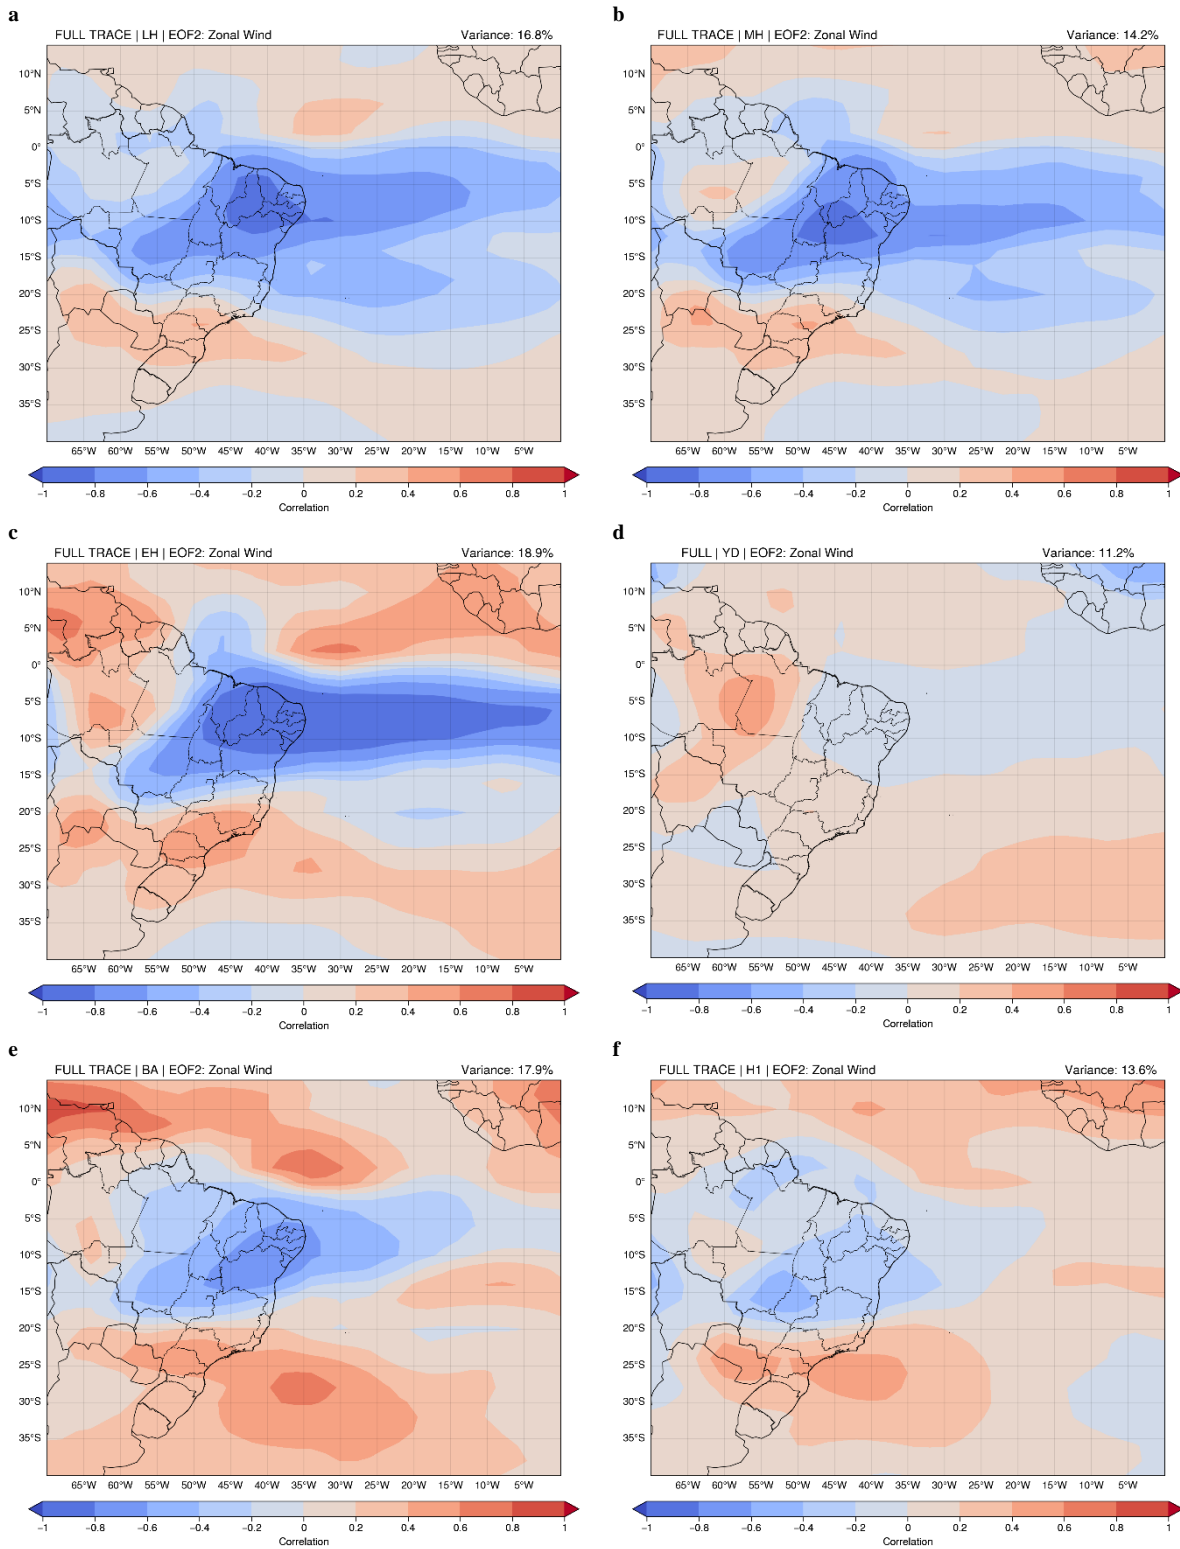 a
FULL TRACE | LH | EOF2: Zonal Wind Variance: 16.8%
10°N
5°N
0°
5°S
10°S
15°S
20°S
25°S
30°S
35°S
65°W 60°W 55°W 50°W 45°W 40°W 35°W 30°W 25°W 20°W 15°W 10°W 5°W
−1 −0.8 −0.6 −0.4 −0.2 0 0.2 0.4 0.6 0.8 1
Correlation
b
FULL TRACE | MH | EOF2: Zonal Wind Variance: 14.2%
10°N
5°N
0°
5°S
10°S
15°S
20°S
25°S
30°S
35°S
65°W 60°W 55°W 50°W 45°W 40°W 35°W 30°W 25°W 20°W 15°W 10°W 5°W
−1 −0.8 −0.6 −0.4 −0.2 0 0.2 0.4 0.6 0.8 1
Correlation
c
FULL TRACE | EH | EOF2: Zonal Wind Variance: 18.9%
10°N
5°N
0°
5°S
10°S
15°S
20°S
25°S
30°S
35°S
65°W 60°W 55°W 50°W 45°W 40°W 35°W 30°W 25°W 20°W 15°W 10°W 5°W
−1 −0.8 −0.6 −0.4 −0.2 0 0.2 0.4 0.6 0.8 1
Correlation
d
FULL | YD | EOF2: Zonal Wind Variance: 11.2%
10°N
5°N
0°
5°S
10°S
15°S
20°S
25°S
30°S
35°S
65°W 60°W 55°W 50°W 45°W 40°W 35°W 30°W 25°W 20°W 15°W 10°W 5°W
−1 −0.8 −0.6 −0.4 −0.2 0 0.2 0.4 0.6 0.8 1
Correlation
e
FULL TRACE | BA | EOF2: Zonal Wind Variance: 17.9%
10°N
5°N
0°
5°S
10°S
15°S
20°S
25°S
30°S
35°S
65°W 60°W 55°W 50°W 45°W 40°W 35°W 30°W 25°W 20°W 15°W 10°W 5°W
−1 −0.8 −0.6 −0.4 −0.2 0 0.2 0.4 0.6 0.8 1
Correlation
f
FULL TRACE | H1 | EOF2: Zonal Wind Variance: 13.6%
10°N
5°N
0°
5°S
10°S
15°S
20°S
25°S
30°S
35°S
65°W 60°W 55°W 50°W 45°W 40°W 35°W 30°W 25°W 20°W 15°W 10°W 5°W
−1 −0.8 −0.6 −0.4 −0.2 0 0.2 0.4 0.6 0.8 1
Correlation